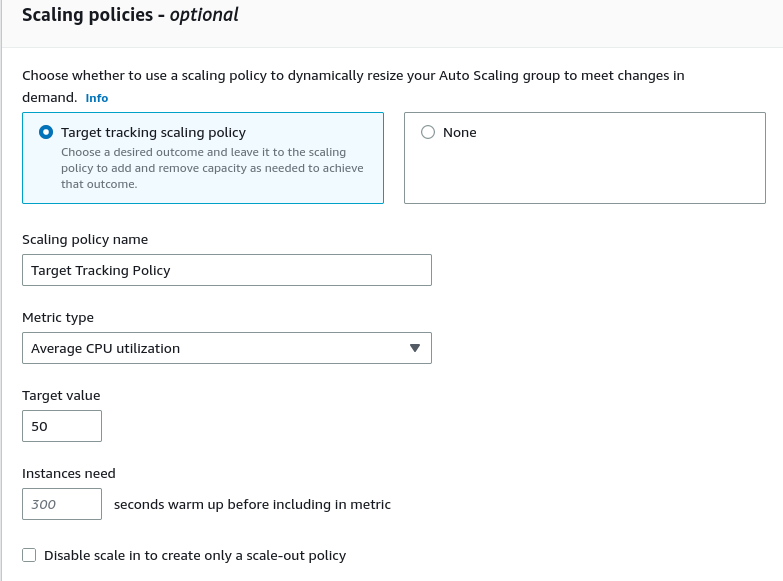 Scaling policies - optional
Choose whether to use a scaling policy to dynamically resize your Auto Scaling group to meet changes in
demand. Info
Target tracking scaling policy
Choose a desired outcome and leave it to the scaling
policy to add and remove capacity as needed to achieve
that outcome.
None
Scaling policy name
Target Tracking Policy
Metric type
Average CPU utilization
Target value
50
Instances need
300 seconds warm up before including in metric
Disable scale in to create only a scale-out policy